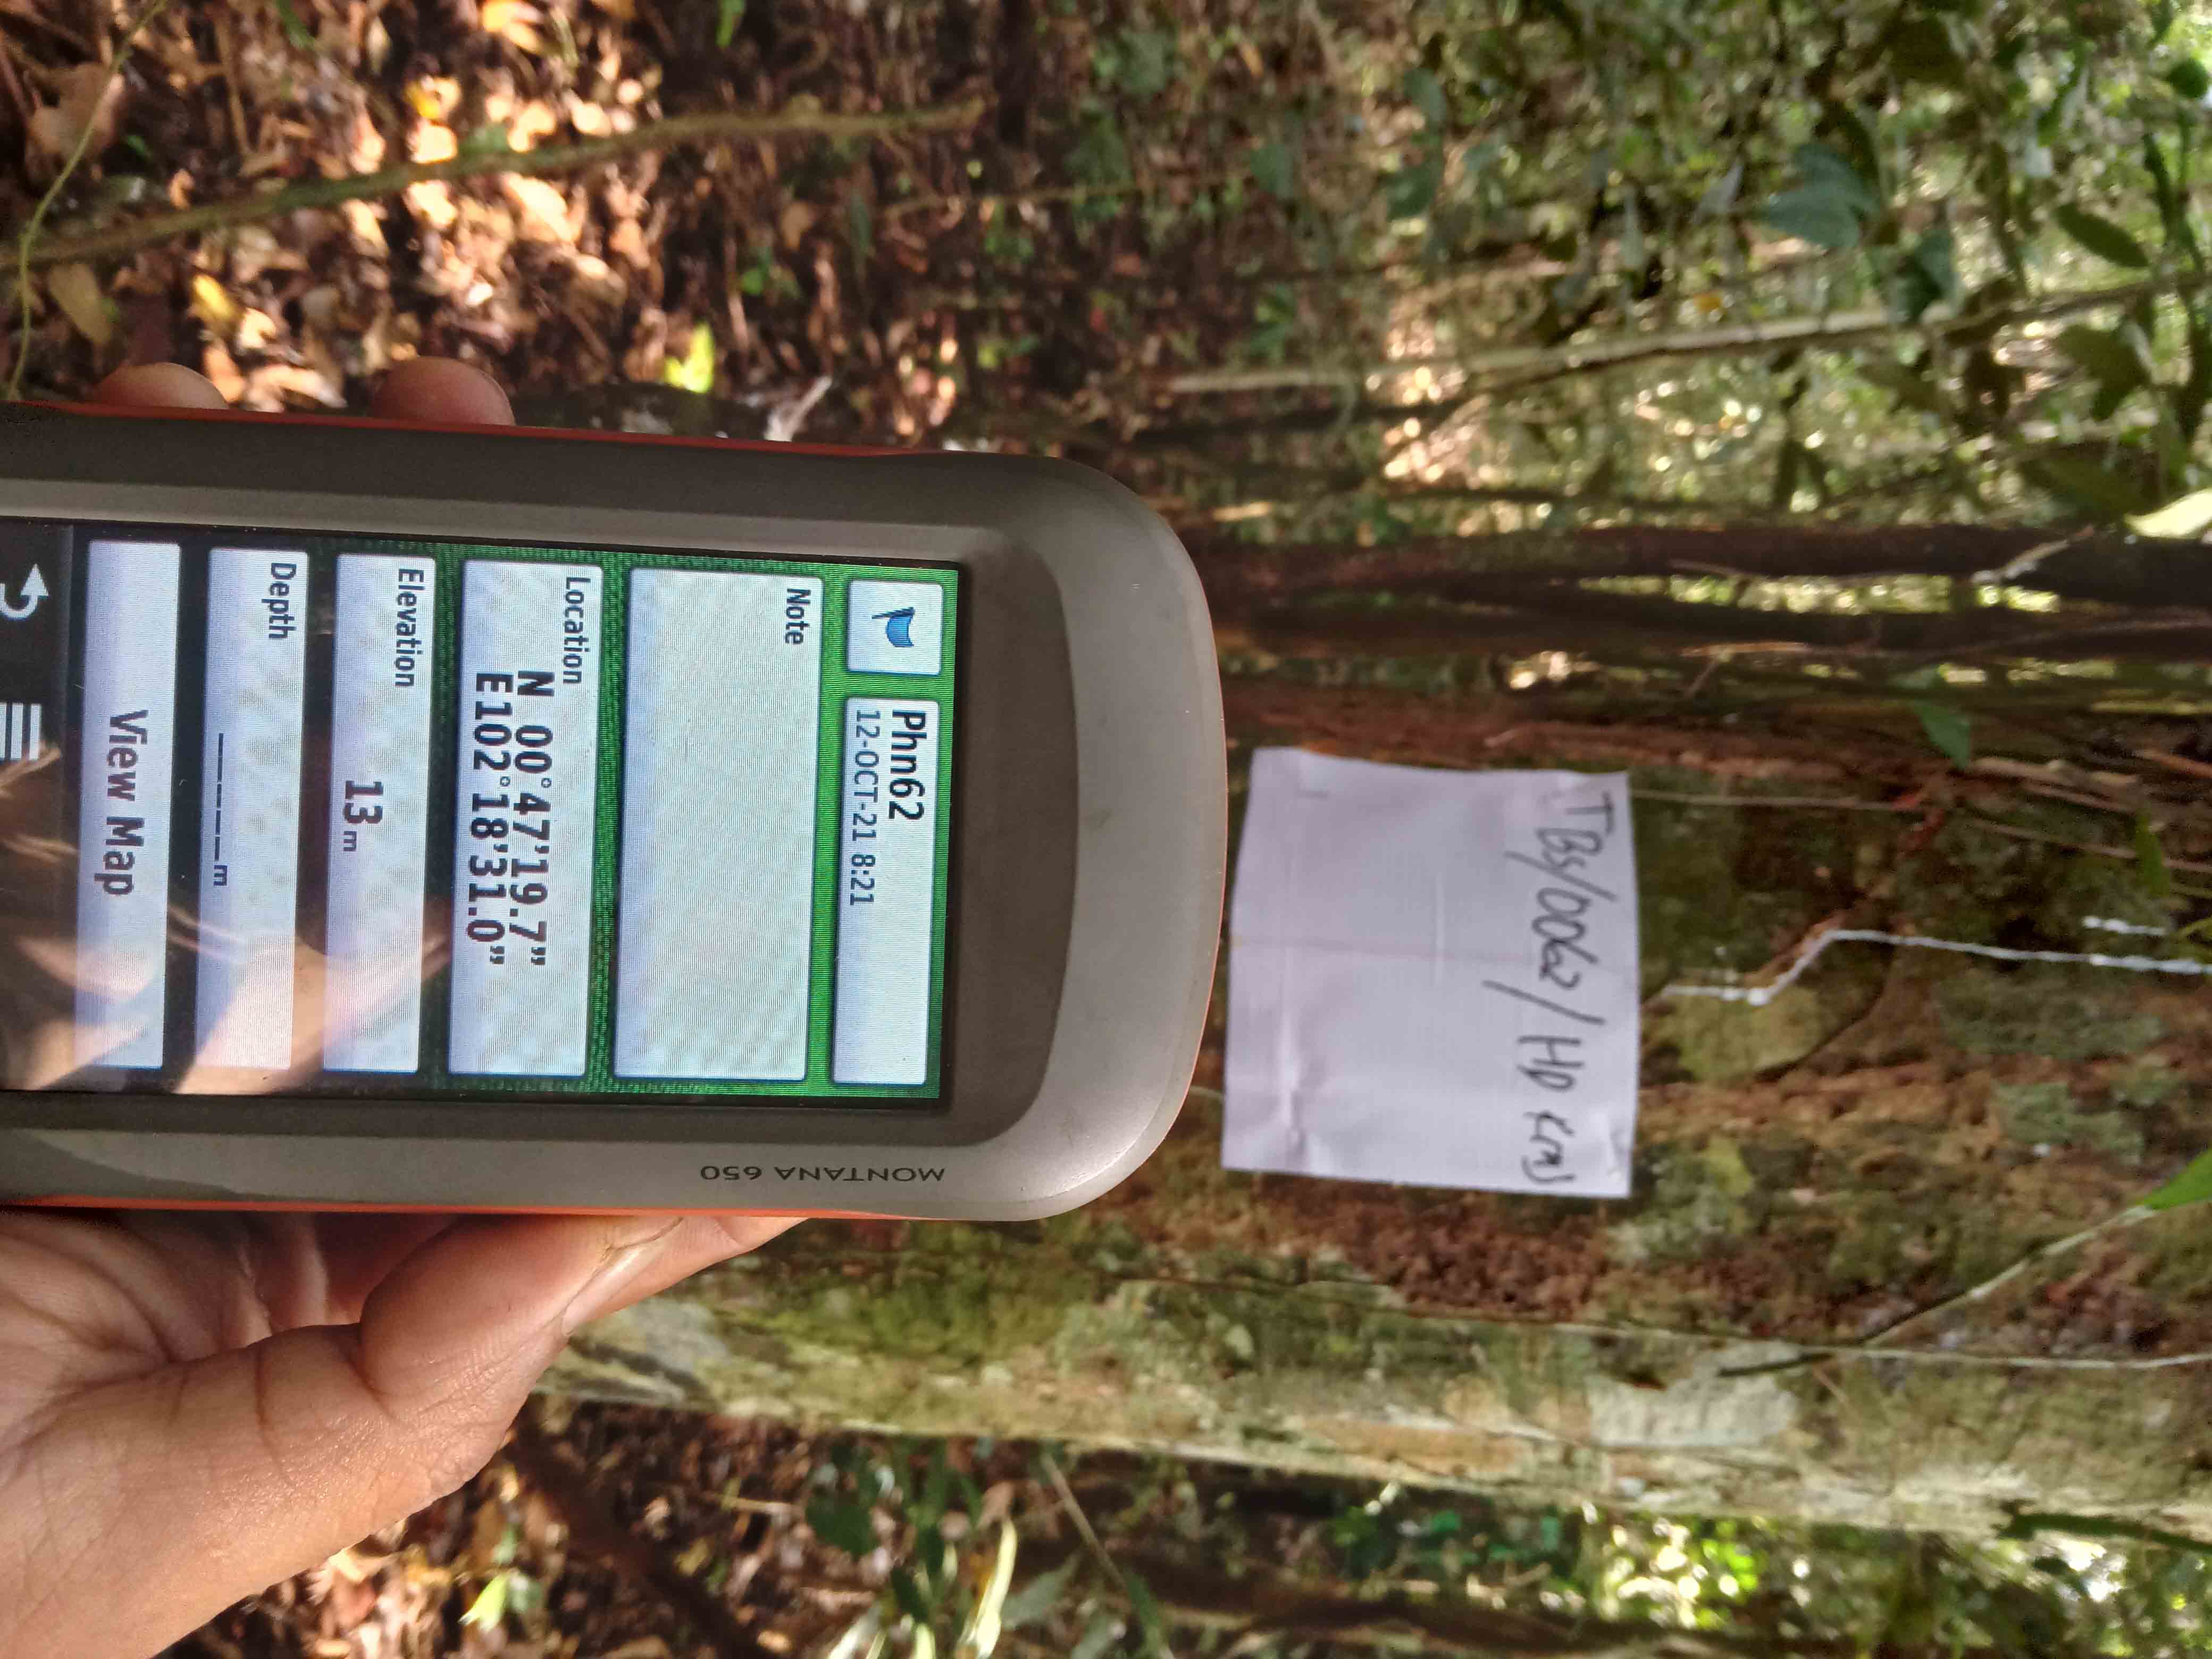 Phn62
12-OCT-21 8:21
Note
Location
N 00°47'19.7"
E102°18'31.0"
Elevation
13 m
Depth
_____m
View Map
MONTANA 650
TBs/0062/HP